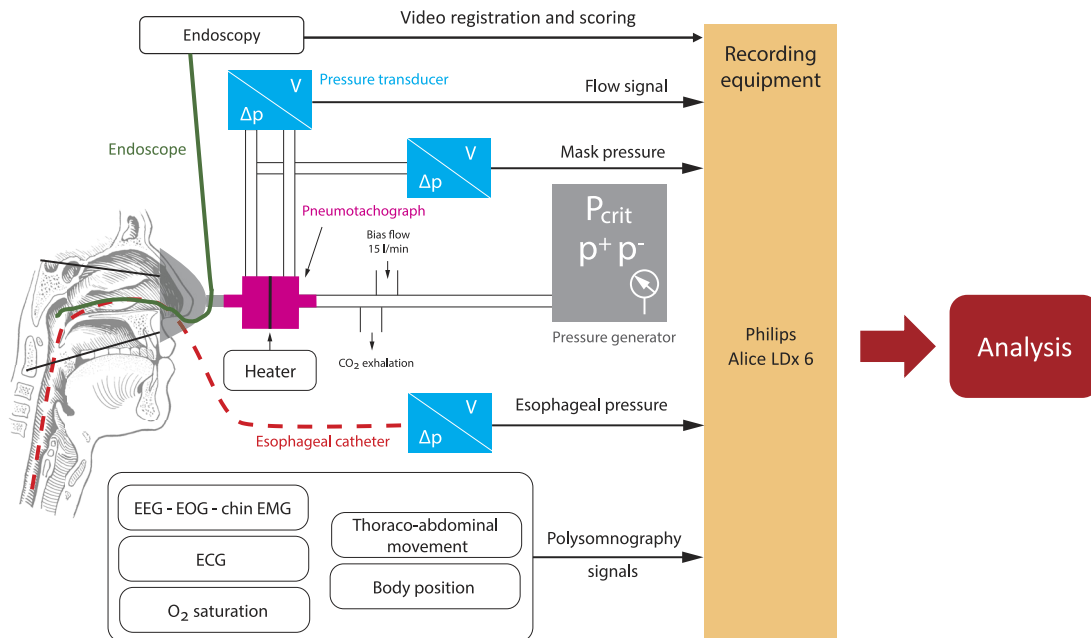 Video registration and scoring
Endoscopy
Recording
equipment
Pressure transducer
V
Δp
Flow signal
Endoscope
V
Δp
Mask pressure
Pneumotachograph
Bias flow
15 l/min
Pcrit
p⁺ p⁻
Pressure generator
Heater
CO₂ exhalation
Philips
Alice LDx 6
Analysis
Esophageal catheter
V
Δp
Esophageal pressure
EEG - EOG - chin EMG
ECG
O₂ saturation
Thoraco-abdominal
movement
Body position
Polysomnography
signals